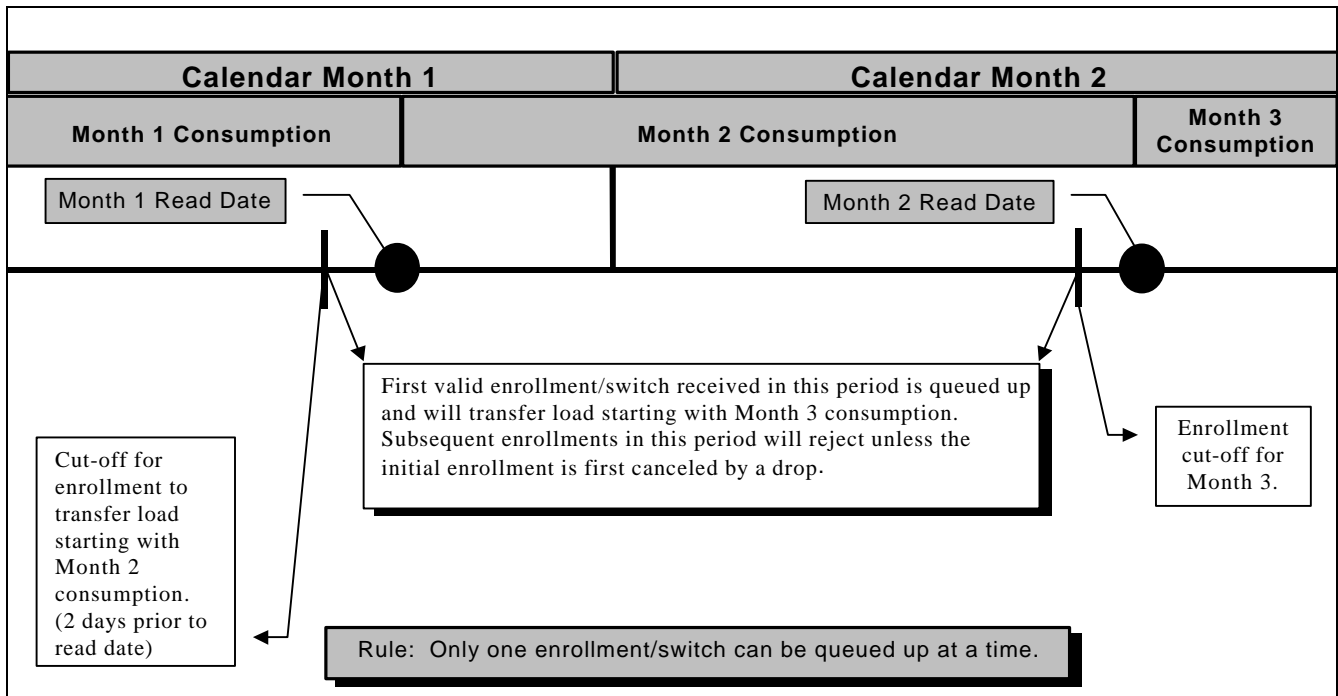 Calendar Month 1
Calendar Month 2
Month 1 Consumption
Month 2 Consumption
Month 3
Consumption
Month 1 Read Date
Month 2 Read Date
First valid enrollment/switch received in this period is queued up
and will transfer load starting with Month 3 consumption.
Subsequent enrollments in this period will reject unless the
initial enrollment is first canceled by a drop.
Cut-off for
enrollment to
transfer load
starting with
Month 2
consumption.
(2 days prior to
read date)
Enrollment
cut-off for
Month 3.
Rule:  Only one enrollment/switch can be queued up at a time.